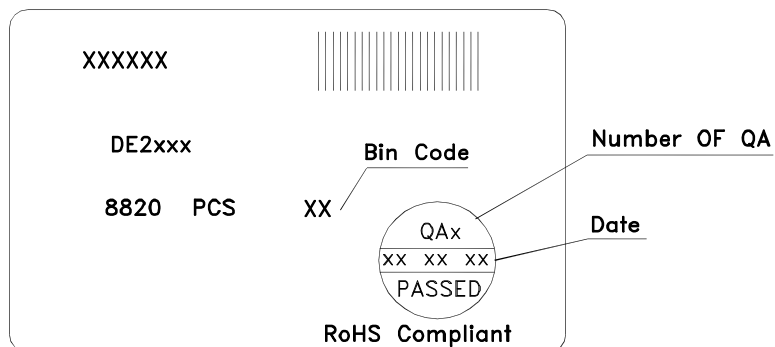 XXXXXX
DE2xxx
Bin Code
Number OF QA
8820 PCS
XX
QAx
Date
xx xx xx
PASSED
RoHS Compliant